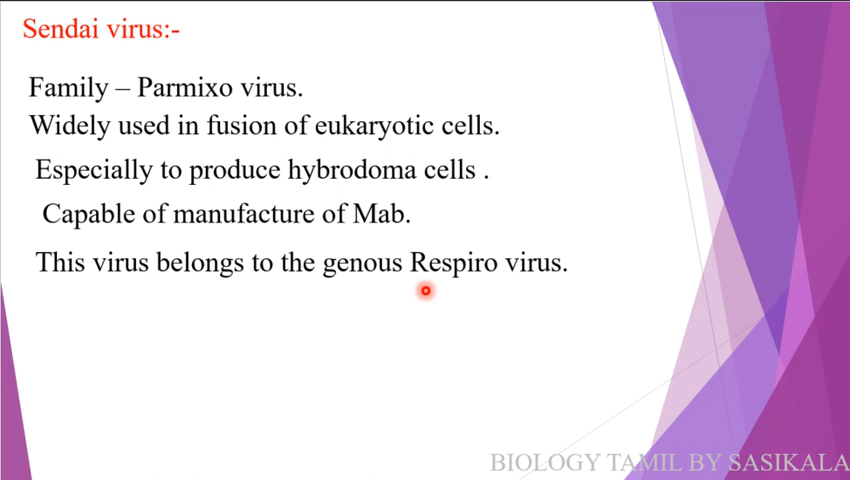 Sendai virus:-
Family – Parmixo virus.
Widely used in fusion of eukaryotic cells.
Especially to produce hybrodoma cells .
Capable of manufacture of Mab.
This virus belongs to the genous Respiro virus.
BIOLOGY TAMIL BY SASIKALA